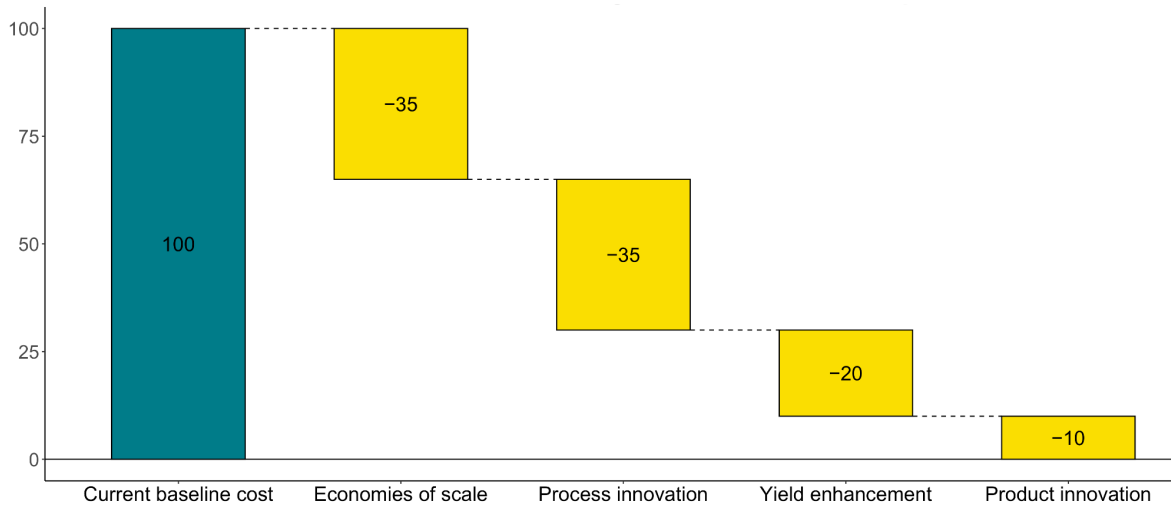 100
75
50
25
0
100
−35
−35
−20
−10
Current baseline cost
Economies of scale
Process innovation
Yield enhancement
Product innovation